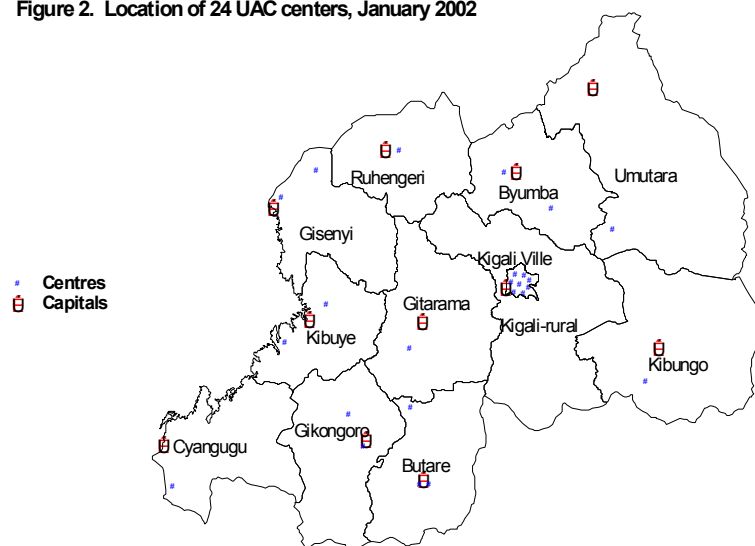 Figure 2. Location of 24 UAC centers, January 2002
Umutara
Ruhengeri
Byumba
Gisenyi
Kigali Ville
# Centres
Capitals
Gitarama
Kigali-rural
Kibuye
Kibungo
Gikongoro
Cyangugu
Butare